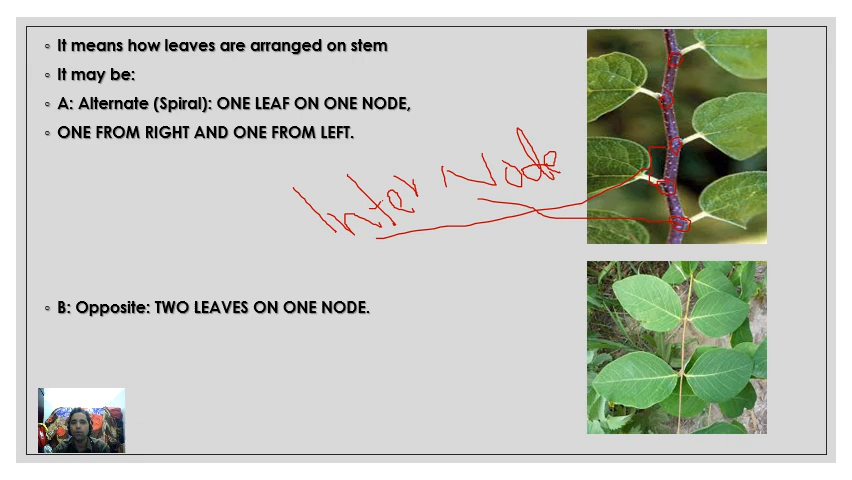 ◦ It means how leaves are arranged on stem
◦ It may be:
◦ A: Alternate (Spiral): ONE LEAF ON ONE NODE,
◦ ONE FROM RIGHT AND ONE FROM LEFT.
Inter Node
◦ B: Opposite: TWO LEAVES ON ONE NODE.